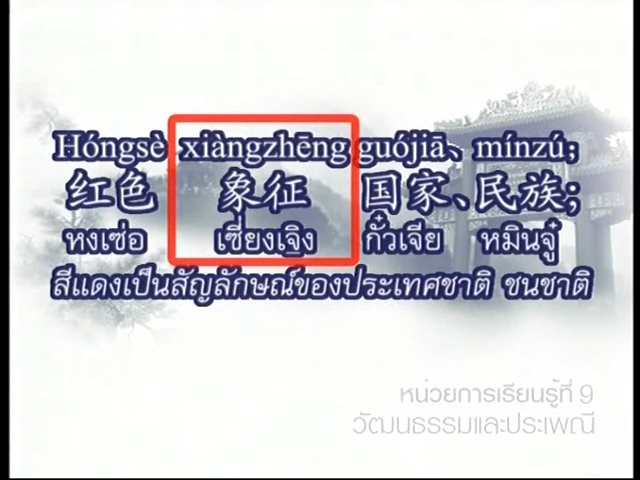 Hóngsè xiàngzhēng guójiā、mínzú;
红色 象征 国家、民族;
หงเซ่อ เซี่ยงเจิง กั๋วเจีย หมินจู๋
สีแดงเป็นสัญลักษณ์ของประเทศชาติ ชนชาติ
หน่วยการเรียนรู้ที่ 9
วัฒนธรรมและประเพณี